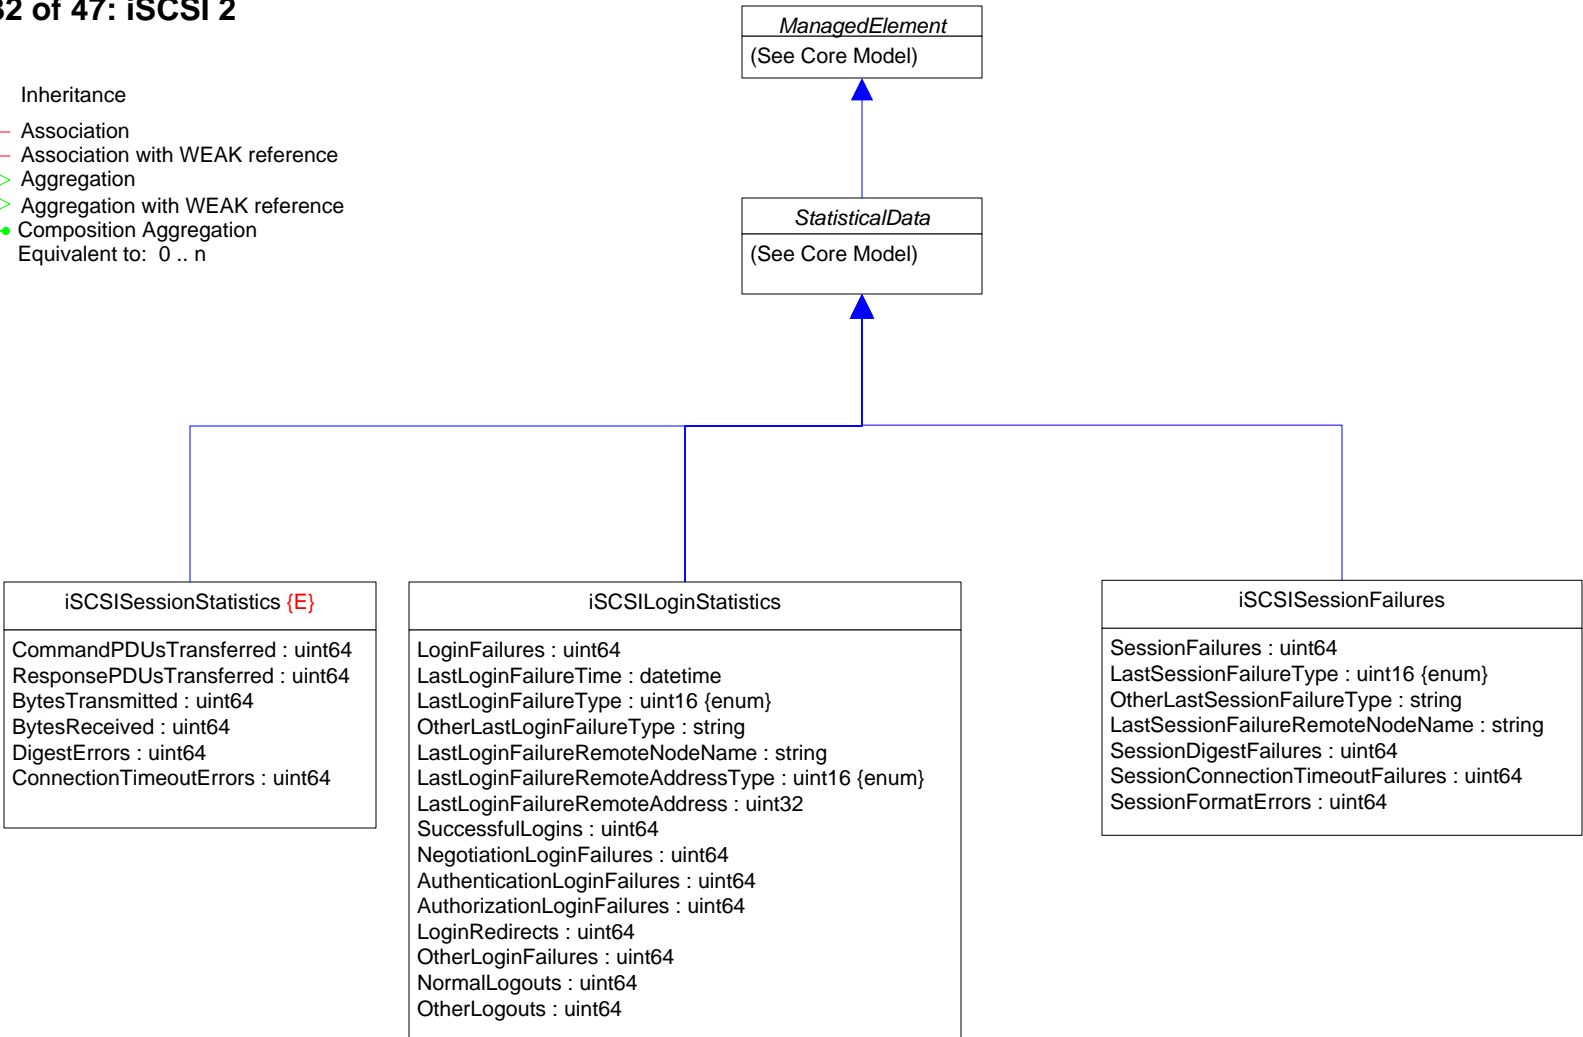 32 of 47: iSCSI 2
Inheritance
Association
Association with WEAK reference
Aggregation
Aggregation with WEAK reference
Composition Aggregation
Equivalent to: 0 .. n
ManagedElement
(See Core Model)
StatisticalData
(See Core Model)
iSCSISessionStatistics {E}
CommandPDUsTransferred : uint64
ResponsePDUsTransferred : uint64
BytesTransmitted : uint64
BytesReceived : uint64
DigestErrors : uint64
ConnectionTimeoutErrors : uint64
iSCSILoginStatistics
LoginFailures : uint64
LastLoginFailureTime : datetime
LastLoginFailureType : uint16 {enum}
OtherLastLoginFailureType : string
LastLoginFailureRemoteNodeName : string
LastLoginFailureRemoteAddressType : uint16 {enum}
LastLoginFailureRemoteAddress : uint32
SuccessfulLogins : uint64
NegotiationLoginFailures : uint64
AuthenticationLoginFailures : uint64
AuthorizationLoginFailures : uint64
LoginRedirects : uint64
OtherLoginFailures : uint64
NormalLogouts : uint64
OtherLogouts : uint64
iSCSISessionFailures
SessionFailures : uint64
LastSessionFailureType : uint16 {enum}
OtherLastSessionFailureType : string
LastSessionFailureRemoteNodeName : string
SessionDigestFailures : uint64
SessionConnectionTimeoutFailures : uint64
SessionFormatErrors : uint64